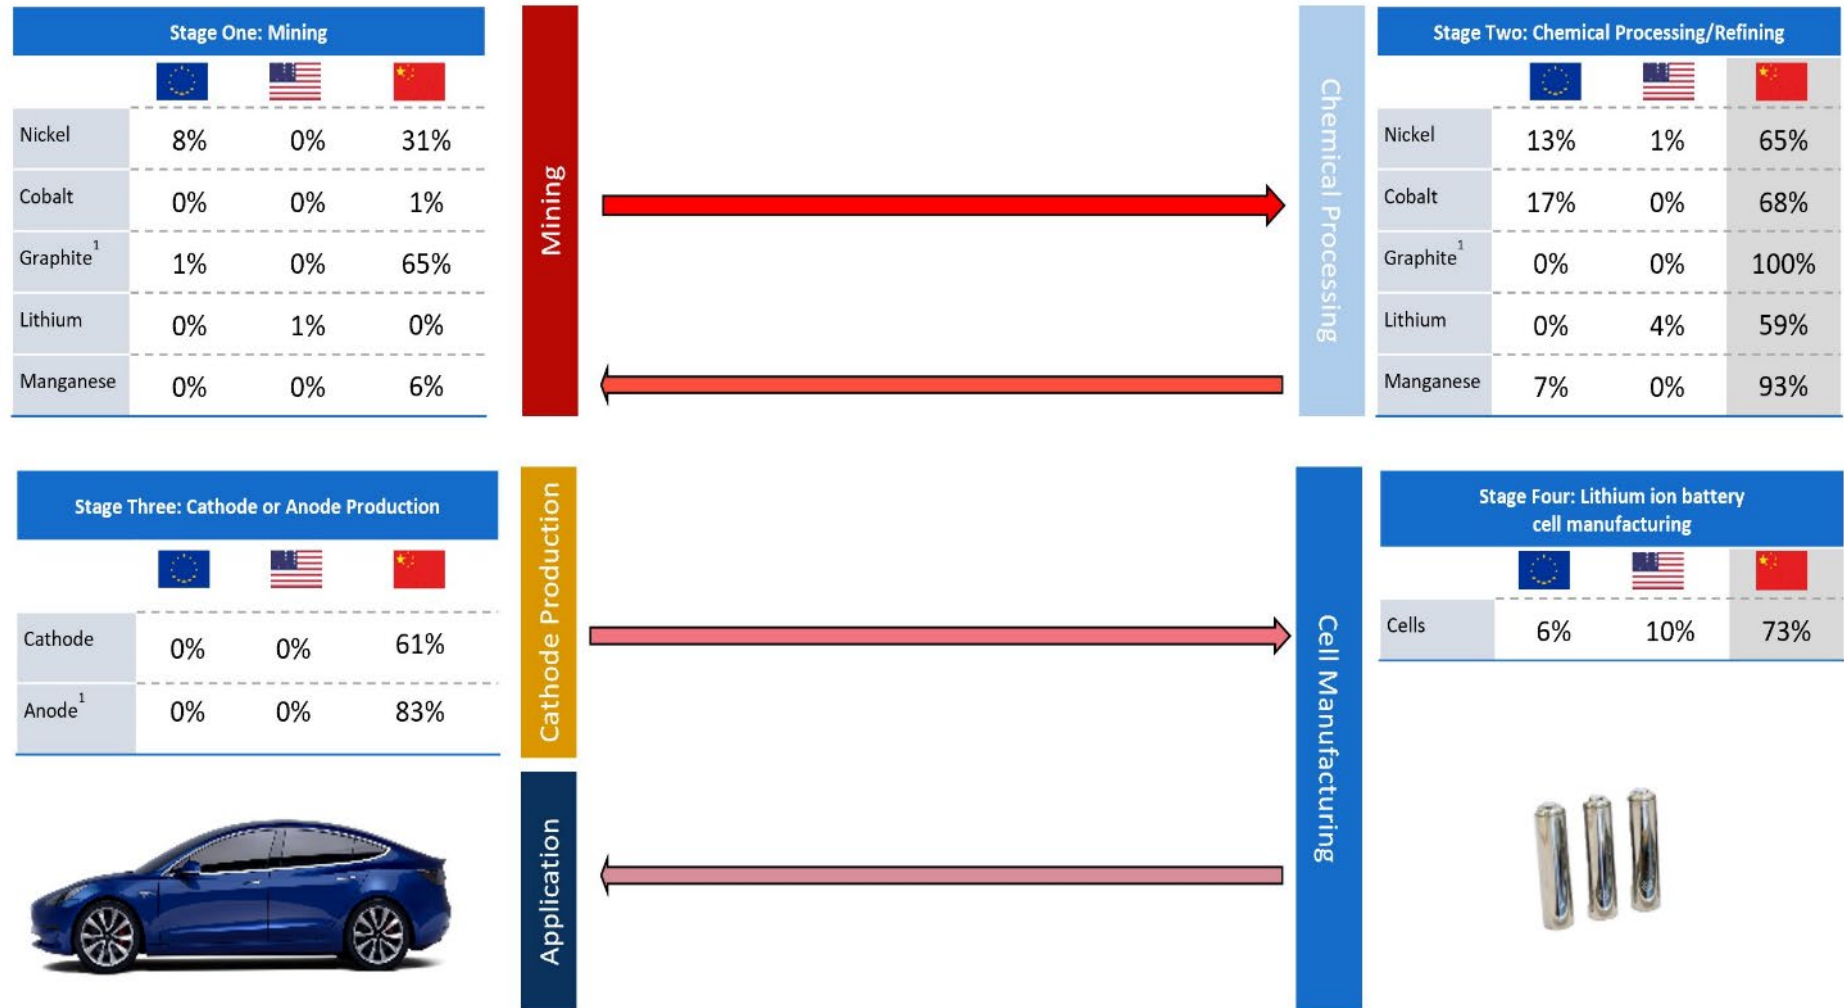 Stage One: Mining
Nickel 8% 0% 31%
Cobalt 0% 0% 1%
Graphite1 1% 0% 65%
Lithium 0% 1% 0%
Manganese 0% 0% 6%
Mining
Chemical Processing
Stage Two: Chemical Processing/Refining
Nickel 13% 1% 65%
Cobalt 17% 0% 68%
Graphite1 0% 0% 100%
Lithium 0% 4% 59%
Manganese 7% 0% 93%
Stage Three: Cathode or Anode Production
Cathode 0% 0% 61%
Anode1 0% 0% 83%
Cathode Production
Application
Cell Manufacturing
Stage Four: Lithium ion battery
cell manufacturing
Cells 6% 10% 73%